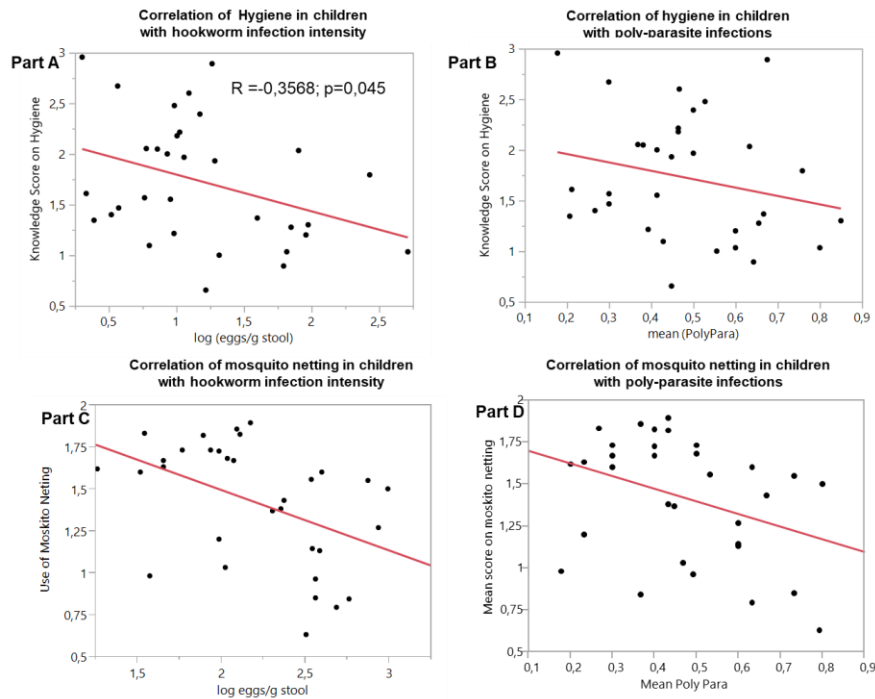 Correlation of Hygiene in children
with hookworm infection intensity
Part A
R =-0,3568; p=0,045
3
2,5
2
1,5
1
0,5
Knowledge Score on Hygiene
0,5
1
1,5
2
2,5
log (eggs/g stool)
Correlation of hygiene in children
with poly-parasite infections
Part B
3
2,5
2
1,5
1
0,5
Knowledge Score on Hygiene
0,1
0,2
0,3
0,4
0,5
0,6
0,7
0,8
0,9
mean (PolyPara)
Correlation of mosquito netting in children
with hookworm infection intensity
Part C
2
1,75
1,5
1,25
1
0,75
0,5
Use of Moskito Neting
1,5
2
2,5
3
log eggs/g stool
Correlation of mosquito netting in children
with poly-parasite infections
Part D
2
1,75
1,5
1,25
1
0,75
0,5
Mean score on moskito netting
0,1
0,2
0,3
0,4
0,5
0,6
0,7
0,8
0,9
Mean Poly Para